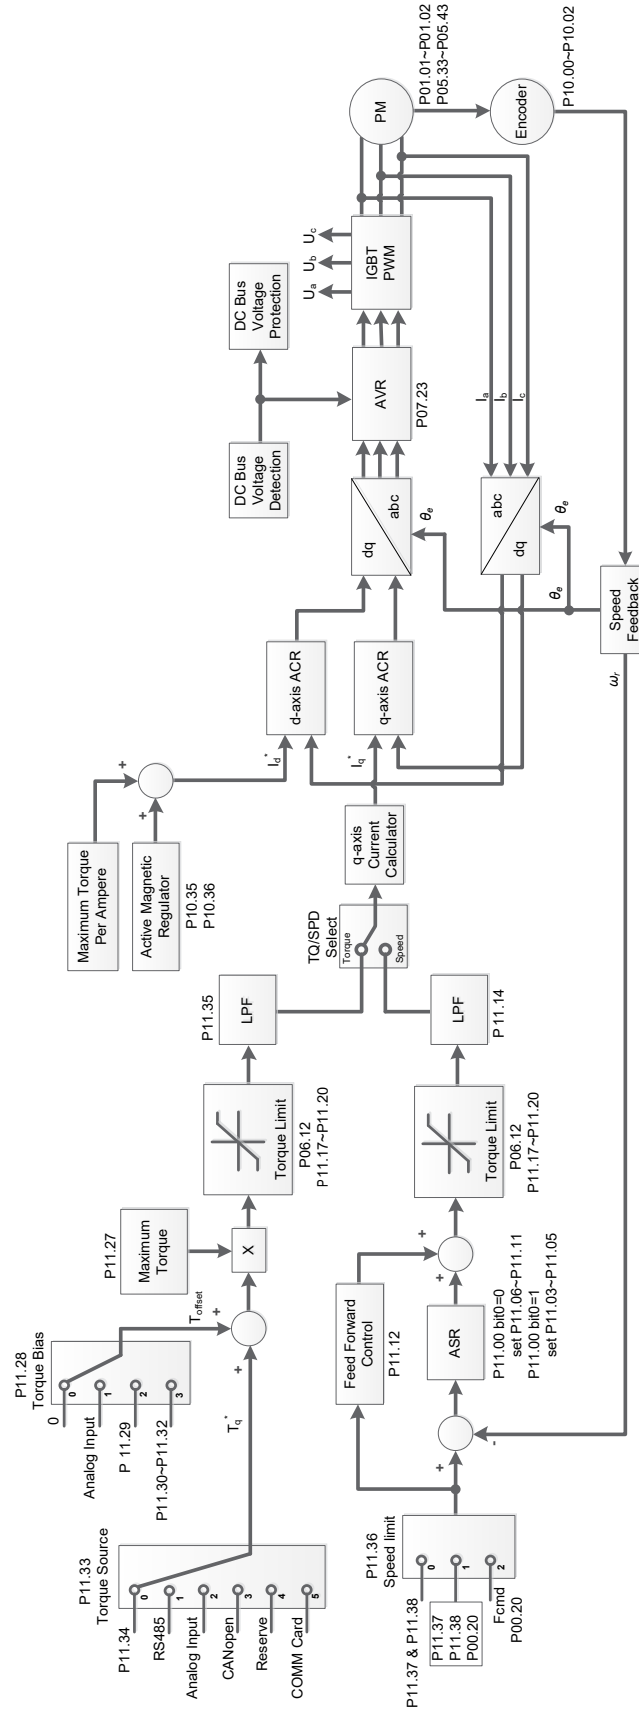 P11.33
Torque Source
P11.34
RS485
Analog Input
CANopen
Reserve
COMM Card
0
1
2
3
4
5
P11.28
Torque Bias
0
Analog Input
P 11.29
P11.30~P11.32
0
1
2
3
Tq*
Toffset
+
+
P11.27
Maximum
Torque
X
Torque Limit
P06.12
P11.17~P11.20
P11.35
LPF
P11.36
Speed limit
P11.37 & P11.38
P11.37
P11.38
P00.20
Fcmd
P00.20
0
1
2
+
-
Feed Forward
Control
P11.12
ASR
P11.00 bit0=0
set P11.06~P11.11
P11.00 bit0=1
set P11.03~P11.05
+
+
Torque Limit
P06.12
P11.17~P11.20
LPF
P 11.14
TQ/SPD
Select
Torque
Speed
q-axis
Current
Calculator
Maximum Torque
Per Ampere
Active Magnetic
Regulator
P10.35
P10.36
+
+
Id*
Iq*
d-axis ACR
q-axis ACR
dq
abc
θe
DC Bus
Voltage
Detection
DC Bus
Voltage
Protection
AVR
P07.23
Ua
Ub
Uc
IGBT
PWM
PM
P01.01~P01.02
P05.33~P05.43
Encoder
P10.00~P10.02
Ia
Ib
Ic
abc
dq
θe
θe
Speed
Feedback
ωr